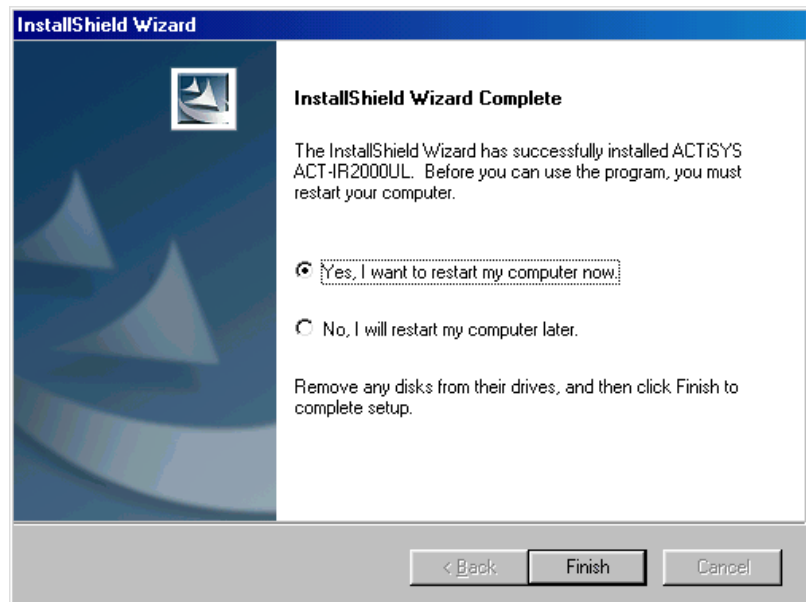 InstallShield Wizard
InstallShield Wizard Complete
The InstallShield Wizard has successfully installed ACTiSYS
ACT-IR2000UL. Before you can use the program, you must
restart your computer.
Yes, I want to restart my computer now.
No, I will restart my computer later.
Remove any disks from their drives, and then click Finish to
complete setup.
< Back
Finish
Cancel